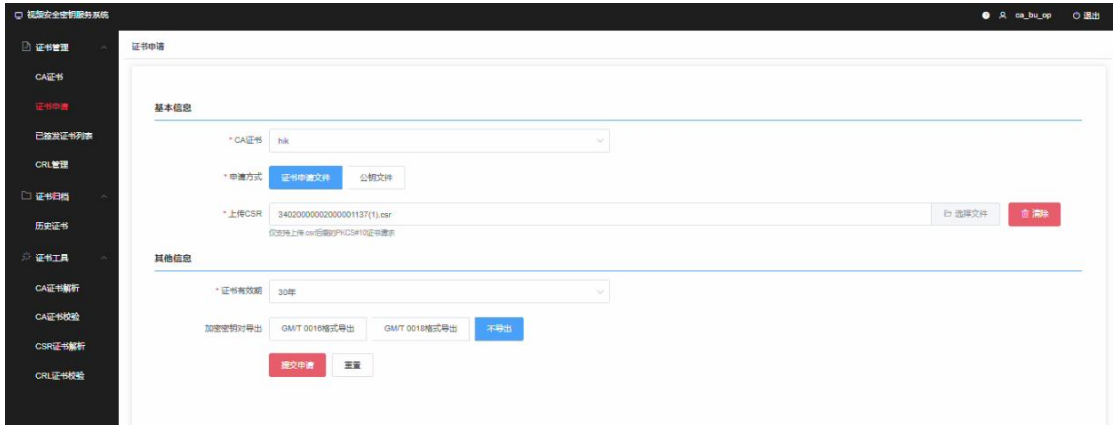 视频安全密钥服务系统
ca_bu_op 退出
证书管理
CA证书
证书申请
已签发证书列表
CRL管理
证书归档
历史证书
证书工具
CA证书解析
CA证书校验
CSR证书解析
CRL证书校验
证书申请
基本信息
* CA证书 hik
* 申请方式 证书申请文件 公钥文件
* 上传CSR 34020000002000001137(1).csr 选择文件 清除
仅支持上传.csr后缀的PKCS#10证书请求
其他信息
* 证书有效期 30年
加密密钥对导出 GM/T 0016格式导出 GM/T 0018格式导出 不导出
提交申请 重置